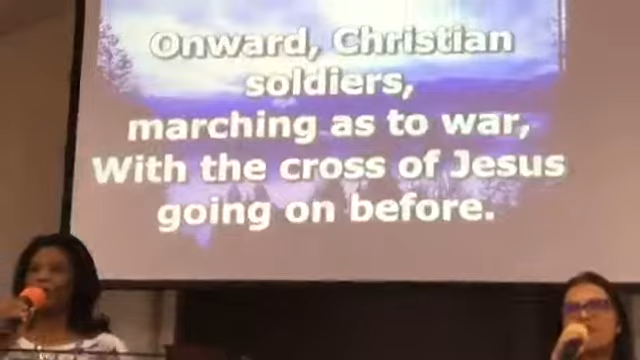 Onward, Christian
soldiers,
marching as to war,
With the cross of Jesus
going on before.